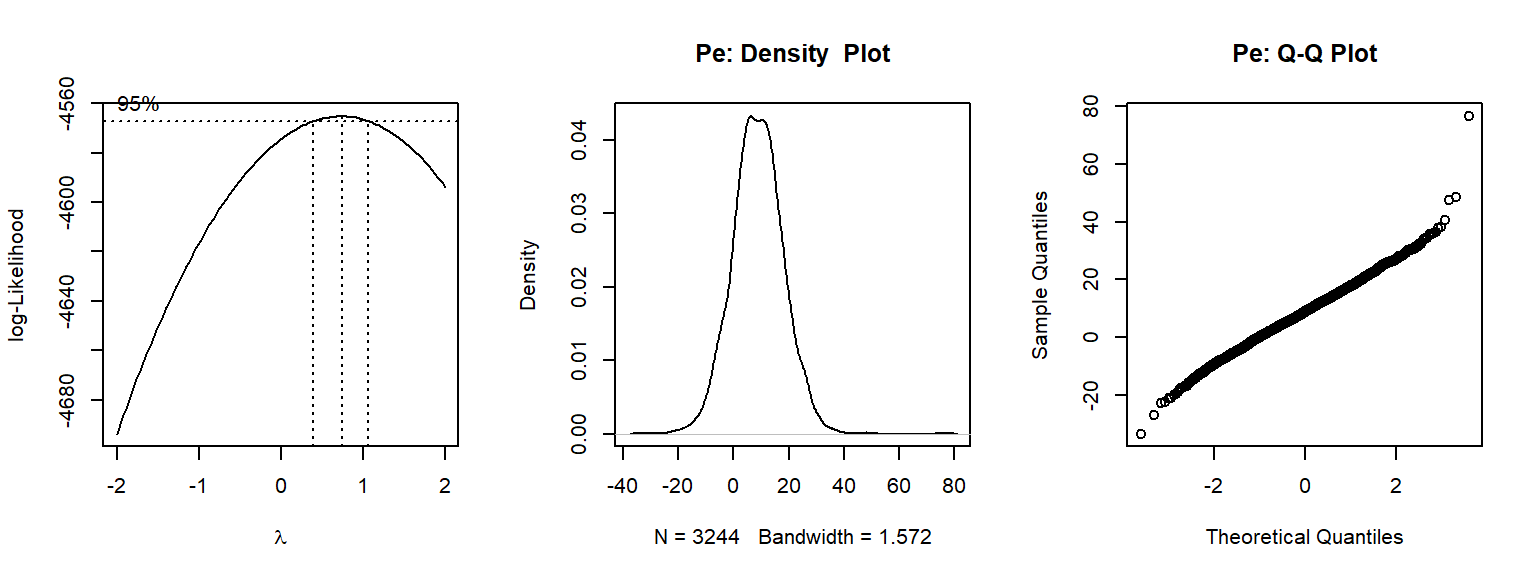 95%
-4560
-4600
-4640
-4680
log-Likelihood
-2 -1 0 1 2
λ
Pe: Density  Plot
0.04
0.03
0.02
0.01
0.00
Density
-40 -20 0 20 40 60 80
N = 3244   Bandwidth = 1.572
Pe: Q-Q Plot
80
60
40
20
0
-20
Sample Quantiles
-2 0 2
Theoretical Quantiles